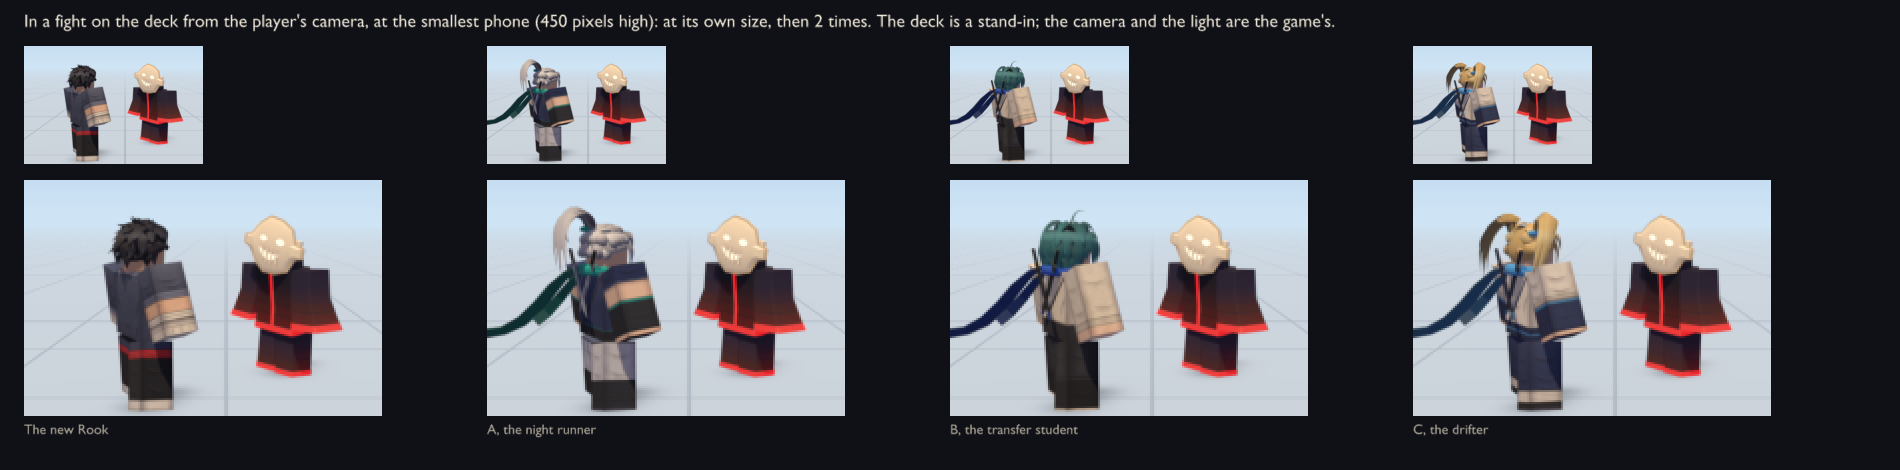 In a fight on the deck from the player's camera, at the smallest phone (450 pixels high): at its own size, then 2 times. The deck is a stand-in; the camera and the light are the game's.
The new Rook
A, the night runner
B, the transfer student
C, the drifter